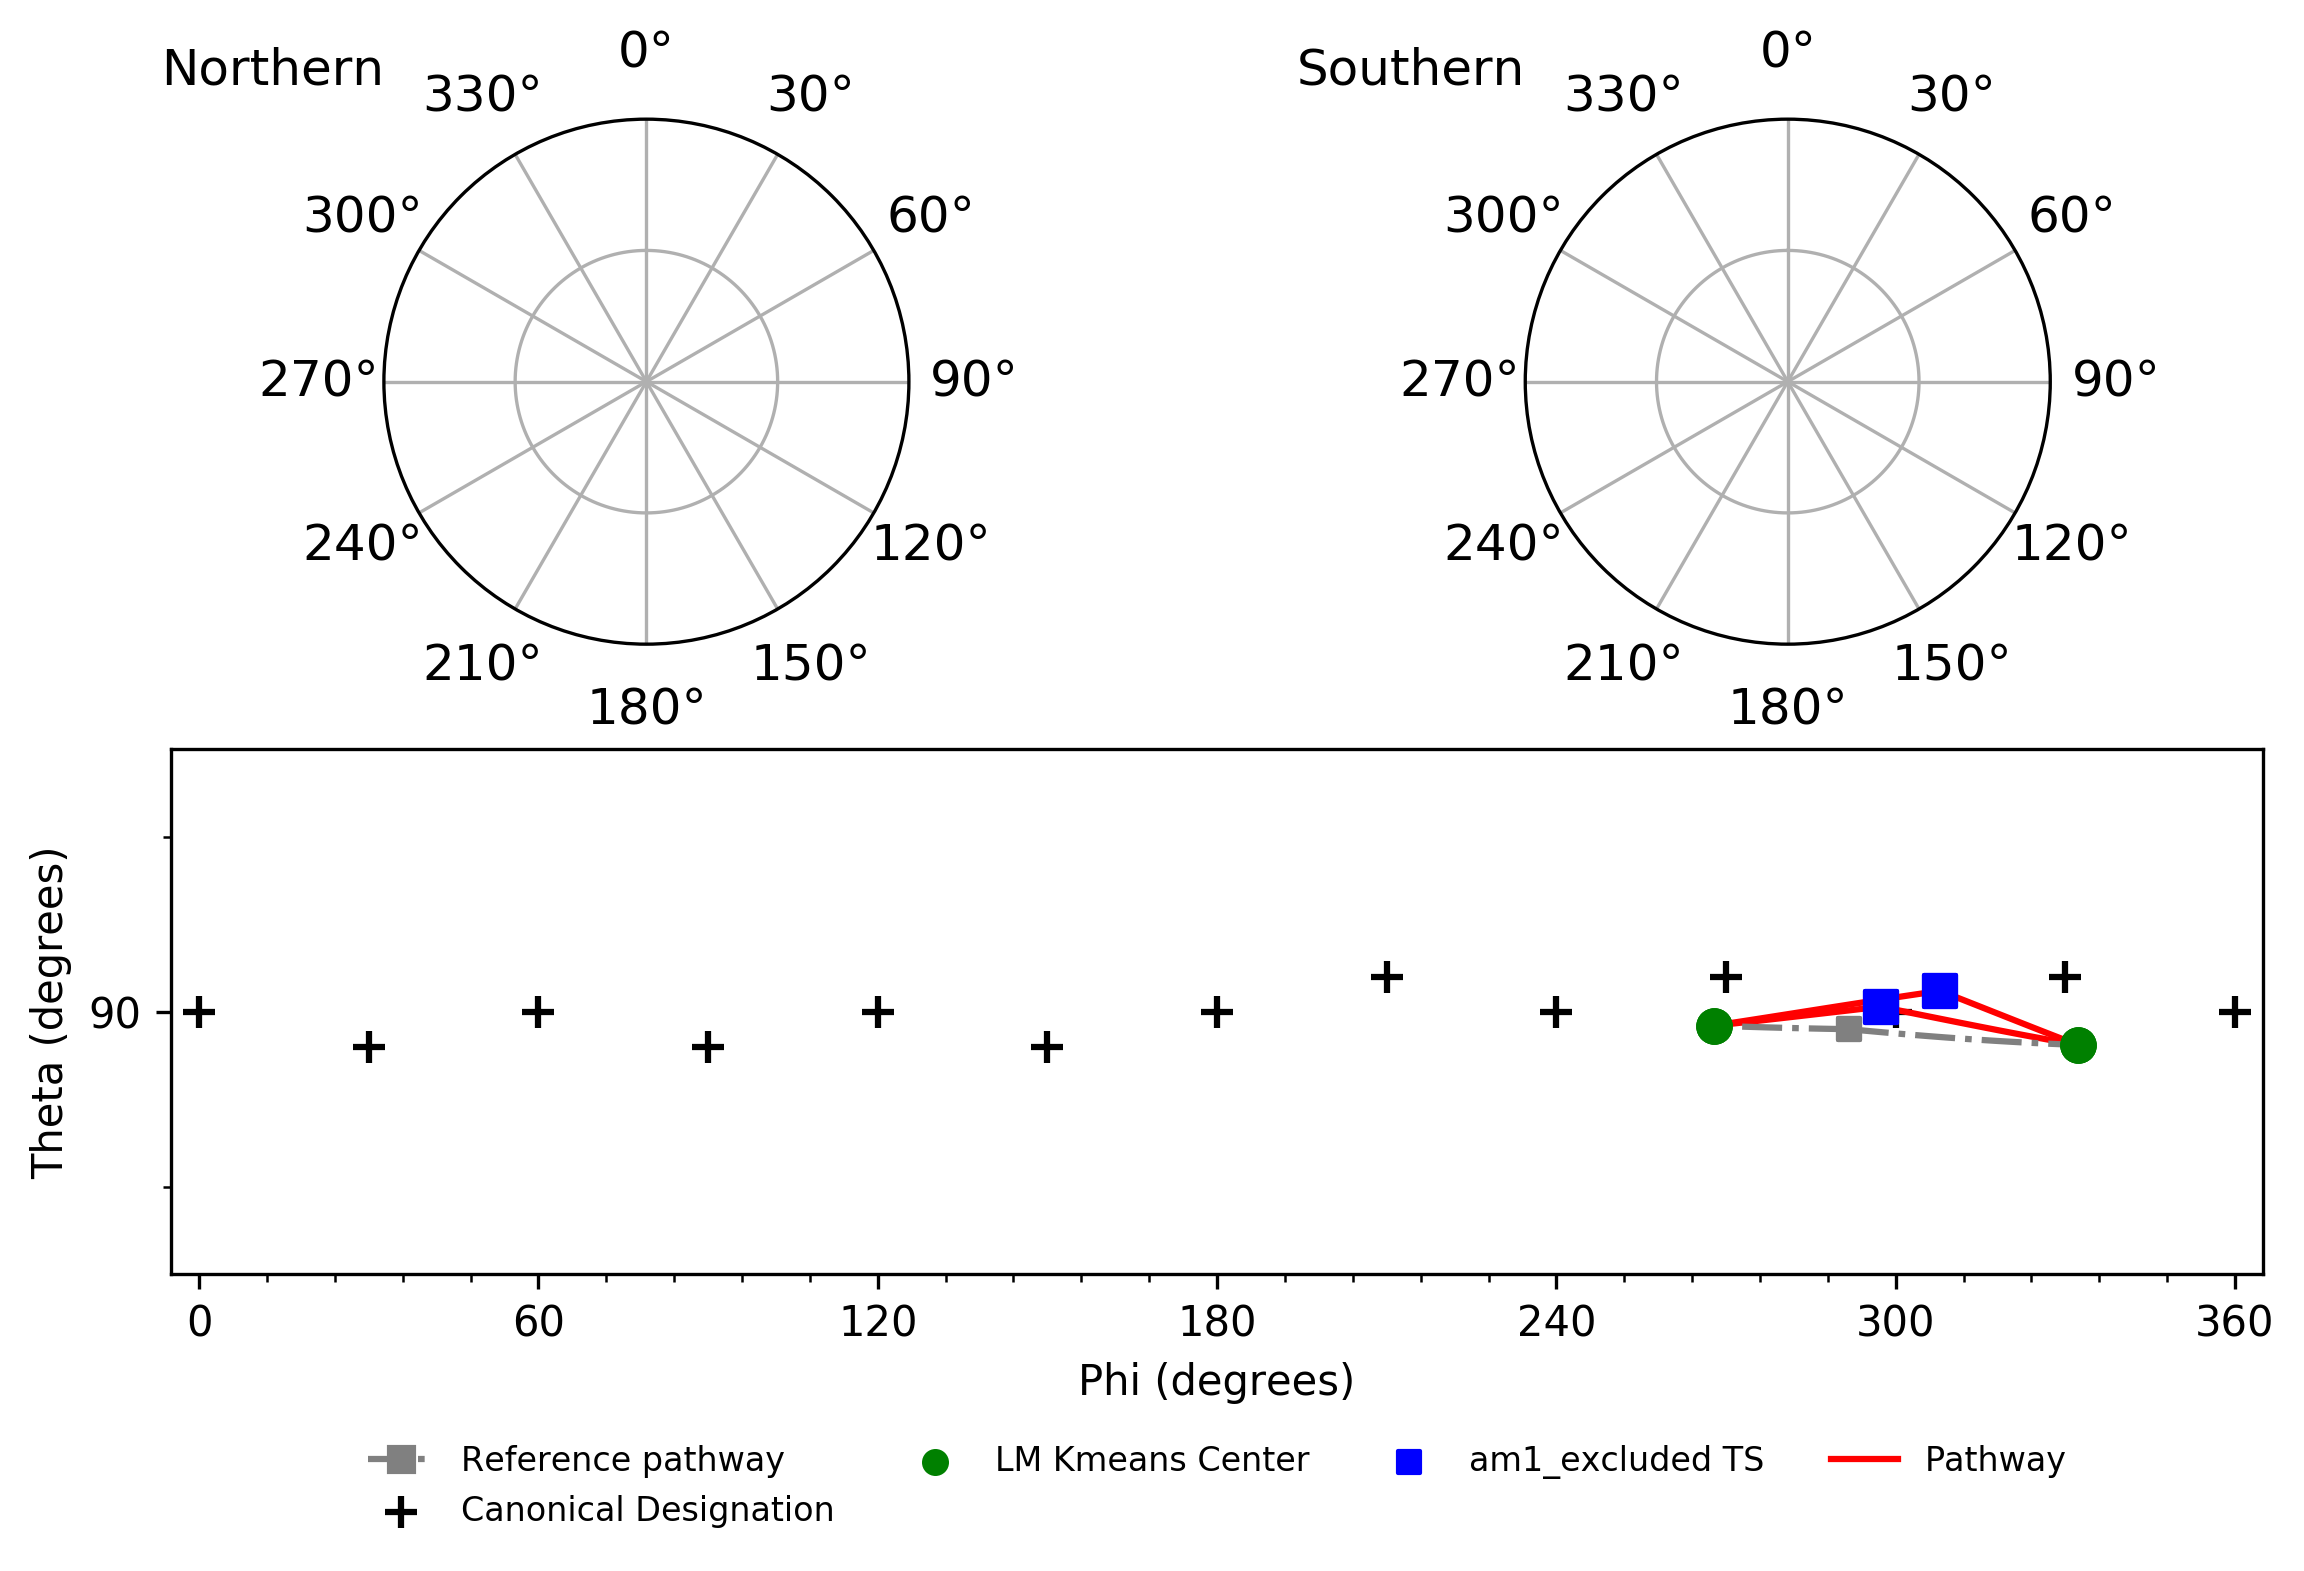 Northern
0°
30°
60°
90°
120°
150°
180°
210°
240°
270°
300°
330°
Southern
0°
30°
60°
90°
120°
150°
180°
210°
240°
270°
300°
330°
Theta (degrees)
90
0 60 120 180 240 300 360
Phi (degrees)
Reference pathway
Canonical Designation
LM Kmeans Center
am1_excluded TS
Pathway